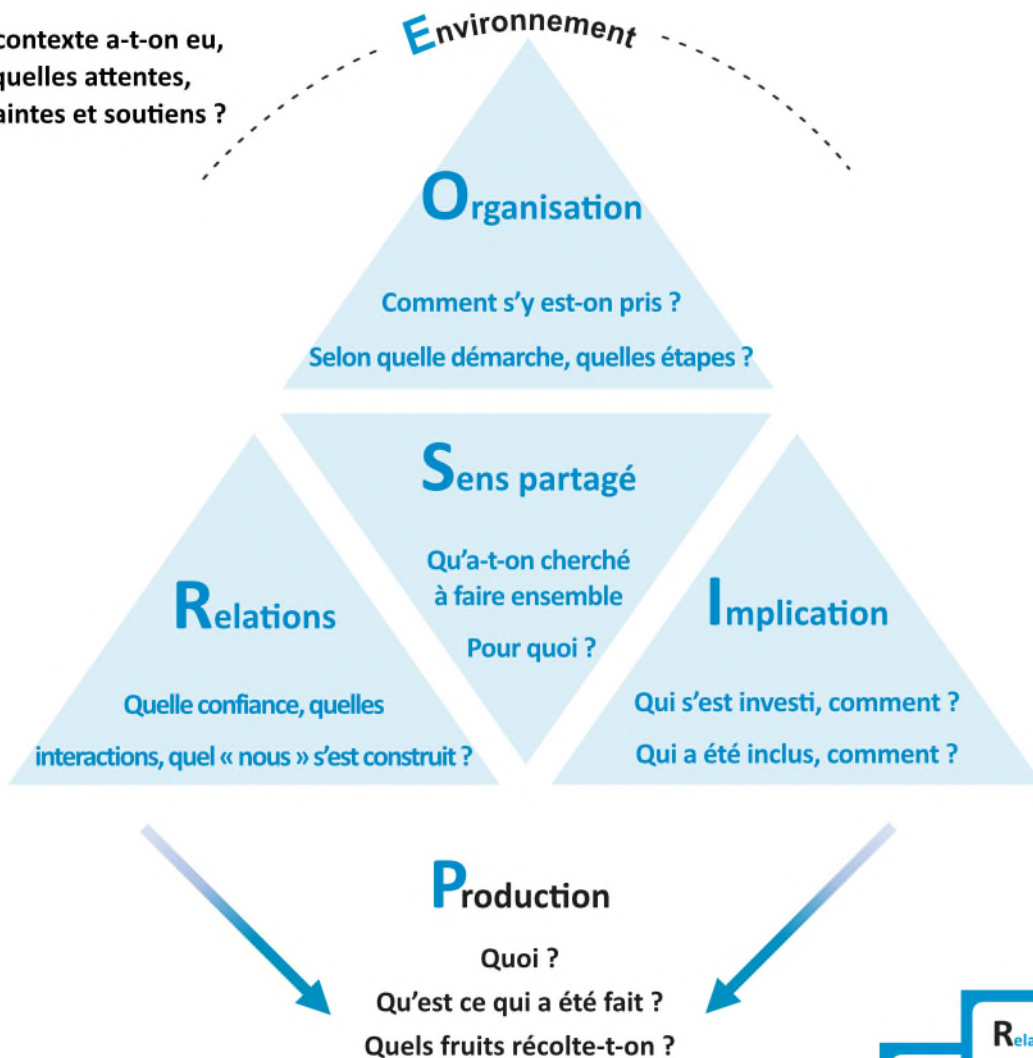 contexte a-t-on eu,
quelles attentes,
aintes et soutiens ?
Environnement
Organisation
Comment s’y est-on pris ?
Selon quelle démarche, quelles étapes ?
Sens partagé
Qu’a-t-on cherché
à faire ensemble
Pour quoi ?
Relations
Quelle confiance, quelles
interactions, quel « nous » s’est construit ?
Implication
Qui s’est investi, comment ?
Qui a été inclus, comment ?
Production
Quoi ?
Qu’est ce qui a été fait ?
Quels fruits récolte-t-on ?
Rela